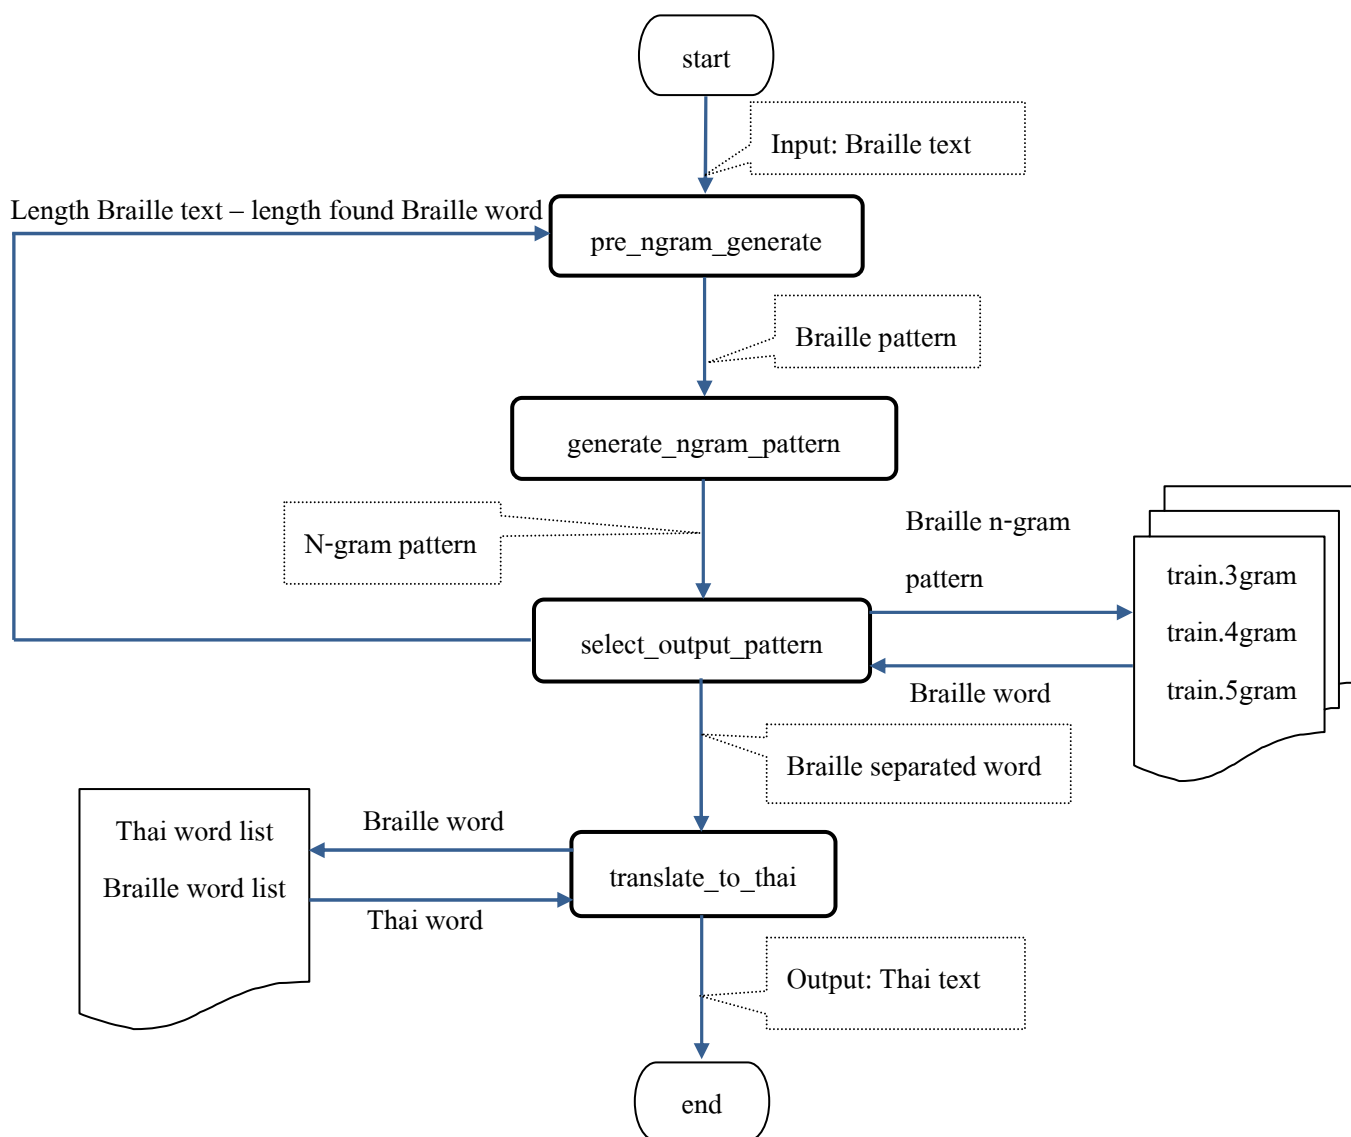 start
Input: Braille text
Length Braille text – length found Braille word
pre_ngram_generate
Braille pattern
generate_ngram_pattern
N-gram pattern
Braille n-gram
pattern
train.3gram
train.4gram
train.5gram
select_output_pattern
Braille word
Braille separated word
Thai word list
Braille word list
Braille word
translate_to_thai
Thai word
Output: Thai text
end